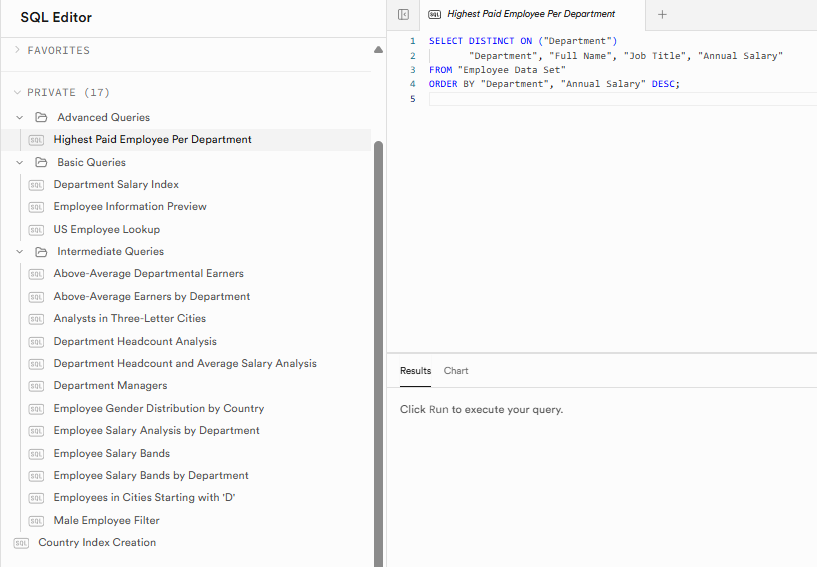 SQL Editor
FAVORITES
PRIVATE (17)
Advanced Queries
SQL Highest Paid Employee Per Department
Basic Queries
SQL Department Salary Index
SQL Employee Information Preview
SQL US Employee Lookup
Intermediate Queries
SQL Above-Average Departmental Earners
SQL Above-Average Earners by Department
SQL Analysts in Three-Letter Cities
SQL Department Headcount Analysis
SQL Department Headcount and Average Salary Analysis
SQL Department Managers
SQL Employee Gender Distribution by Country
SQL Employee Salary Analysis by Department
SQL Employee Salary Bands
SQL Employee Salary Bands by Department
SQL Employees in Cities Starting with 'D'
SQL Male Employee Filter
SQL Country Index Creation
SQL Highest Paid Employee Per Department +
1 SELECT DISTINCT ON ("Department")
2 "Department", "Full Name", "Job Title", "Annual Salary"
3 FROM "Employee Data Set"
4 ORDER BY "Department", "Annual Salary" DESC;
5
Results Chart
Click Run to execute your query.